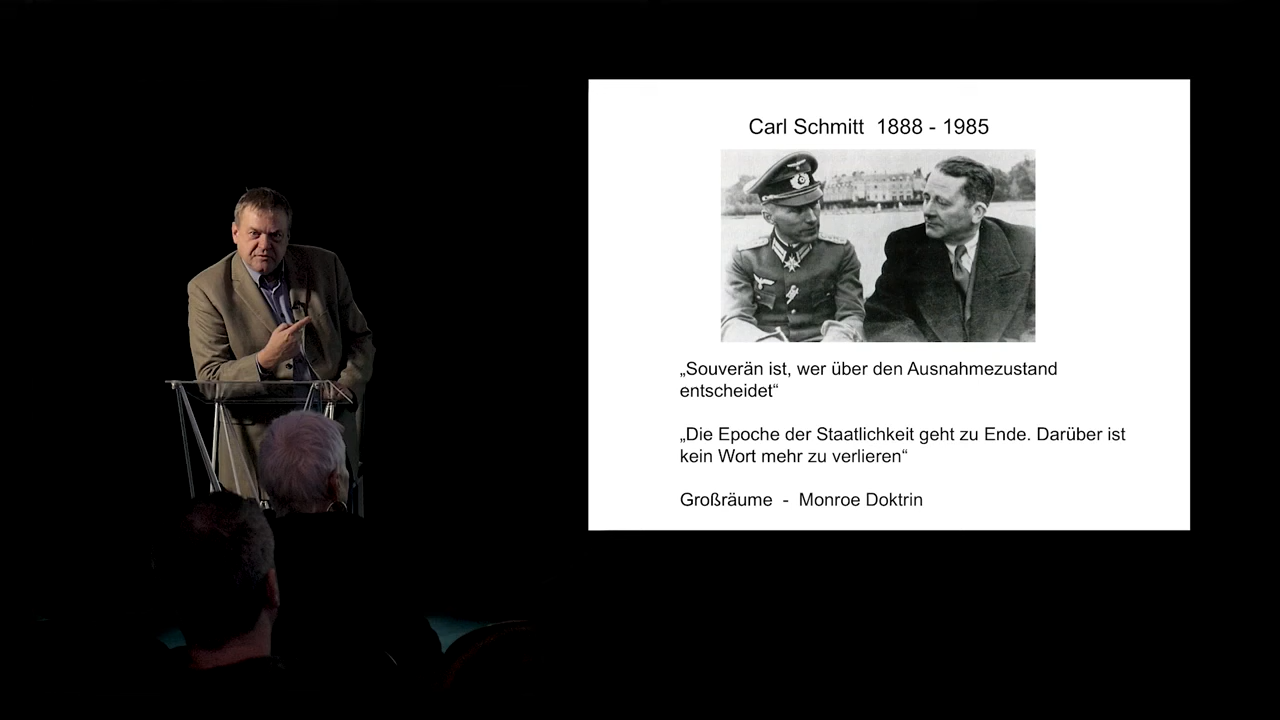 Carl Schmitt 1888 - 1985
„Souverän ist, wer über den Ausnahmezustand
entscheidet“
„Die Epoche der Staatlichkeit geht zu Ende. Darüber ist
kein Wort mehr zu verlieren“
Großräume - Monroe Doktrin